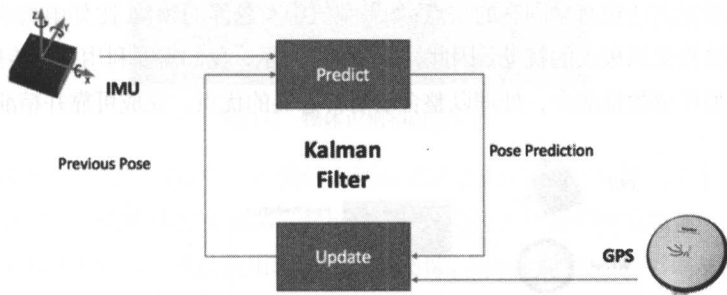 Z
Y
X
IMU
Predict
Previous Pose
Kalman
Filter
Pose Prediction
Update
GPS